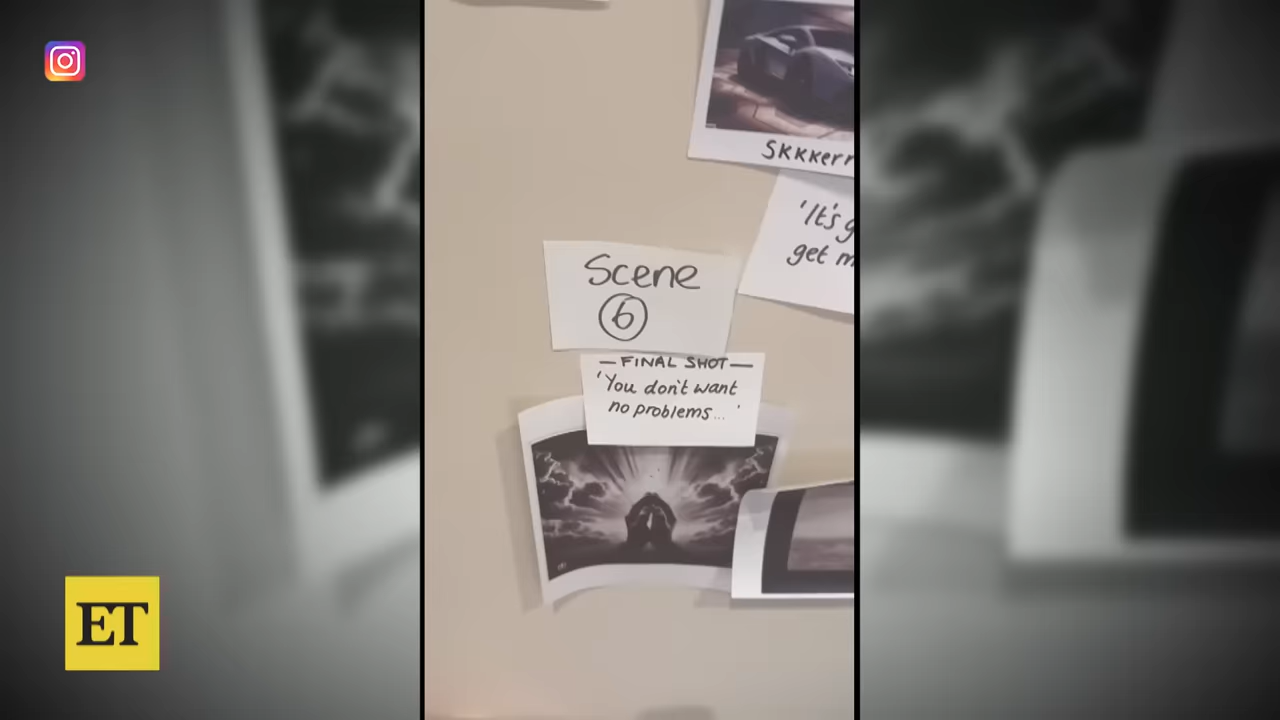 Skkkerr
'It's g
get m
Scene
6
— FINAL SHOT —
'You don't want
no problems...'
ET